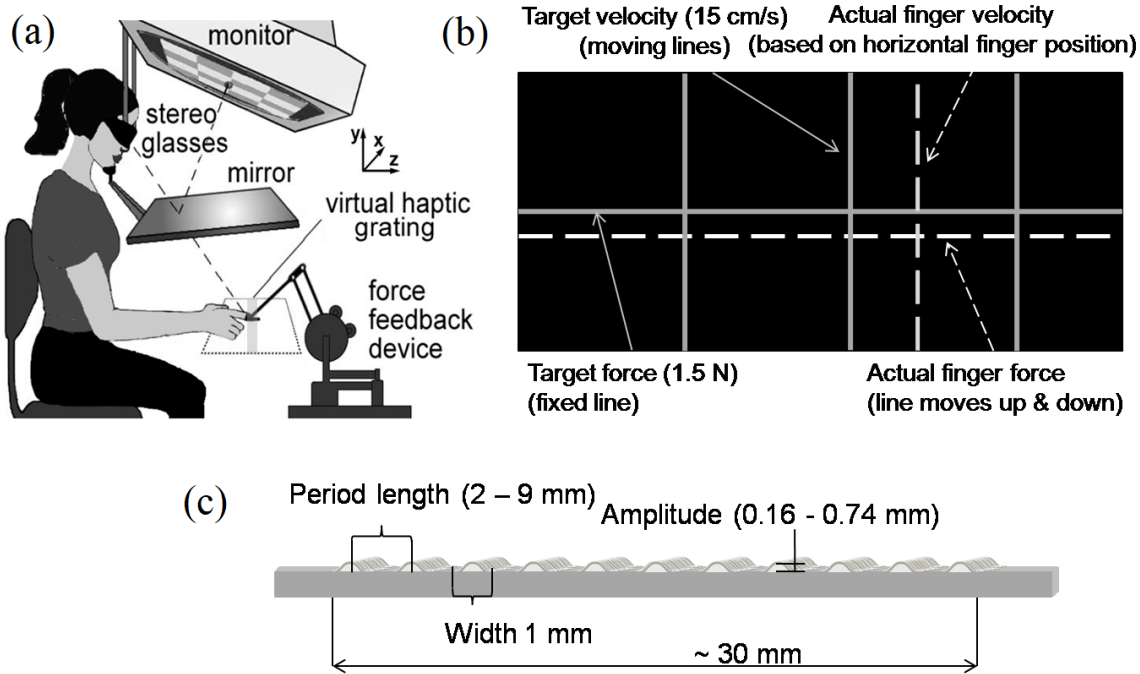 (a)
monitor
stereo
glasses
y
x
z
mirror
virtual haptic
grating
force
feedback
device
(b)
Target velocity (15 cm/s)
(moving lines)
Actual finger velocity
(based on horizontal finger position)
Target force (1.5 N)
(fixed line)
Actual finger force
(line moves up & down)
(c)
Period length (2 – 9 mm)
Amplitude (0.16 - 0.74 mm)
Width 1 mm
~ 30 mm